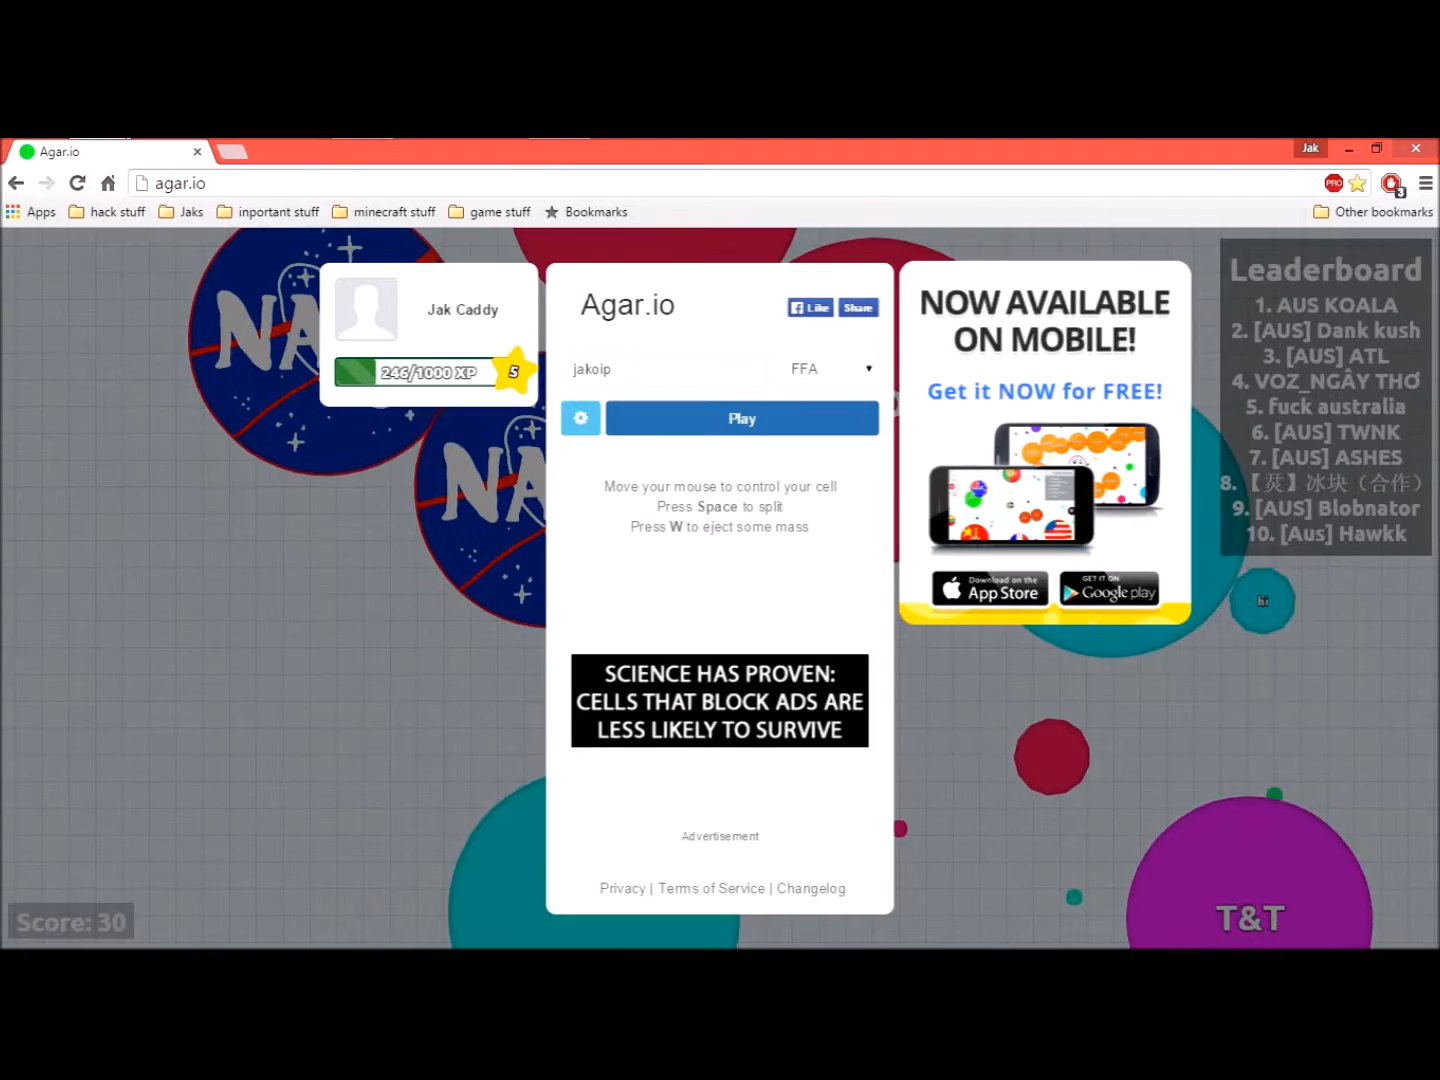 Agar.io
Jak
agar.io
PRO
3
Apps
hack stuff
Jaks
inportant stuff
minecraft stuff
game stuff
Bookmarks
Other bookmarks
Jak Caddy
246/1000 XP
5
Agar.io
Like
Share
jakoip
FFA
Play
Move your mouse to control your cell
Press Space to split
Press W to eject some mass
SCIENCE HAS PROVEN:
CELLS THAT BLOCK ADS ARE
LESS LIKELY TO SURVIVE
Advertisement
Privacy | Terms of Service | Changelog
NOW AVAILABLE
ON MOBILE!
Get it NOW for FREE!
Download on the
App Store
GET IT ON
Google play
Leaderboard
1. AUS KOALA
2. [AUS] Dank kush
3. [AUS] ATL
4. VOZ_NGÂY THƠ
5. fuck australia
6. [AUS] TWNK
7. [AUS] ASHES
8. 【烎】冰块（合作）
9. [AUS] Blobnator
10. [Aus] Hawkk
NA
NA
hi
T&T
Score: 30